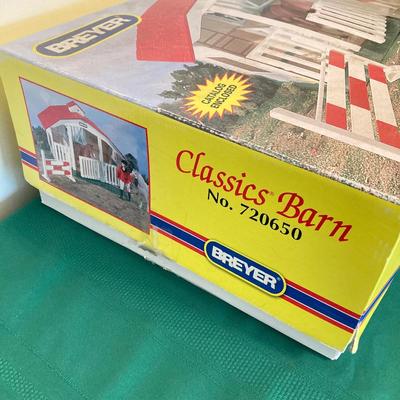 BREYER
CATALOG
ENCLOSED
Classics® Barn
No. 720650
BREYER